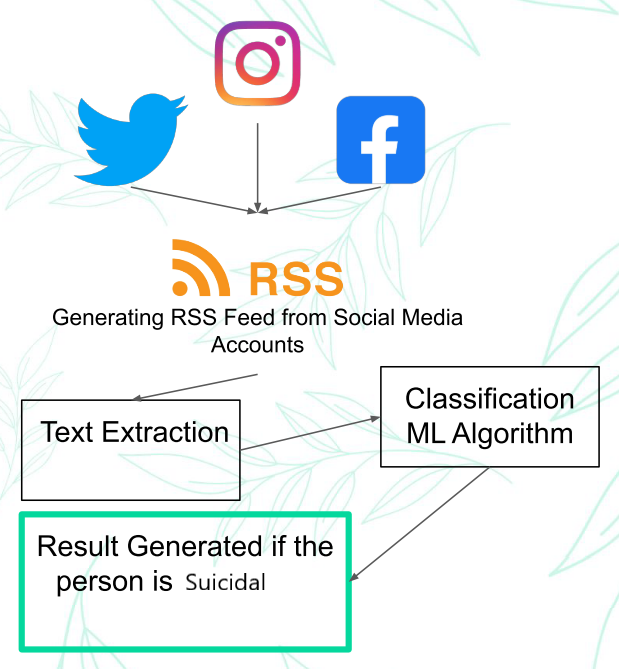 RSS
Generating RSS Feed from Social Media
Accounts
Text Extraction
Classification
ML Algorithm
Result Generated if the
person is Suicidal